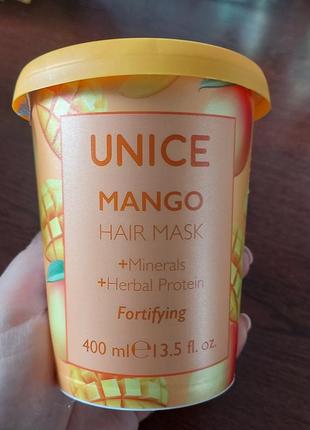 UNICE
MANGO
HAIR MASK
+Minerals
+Herbal Protein
Fortifying
400 ml ℮ 13.5 fl. oz.